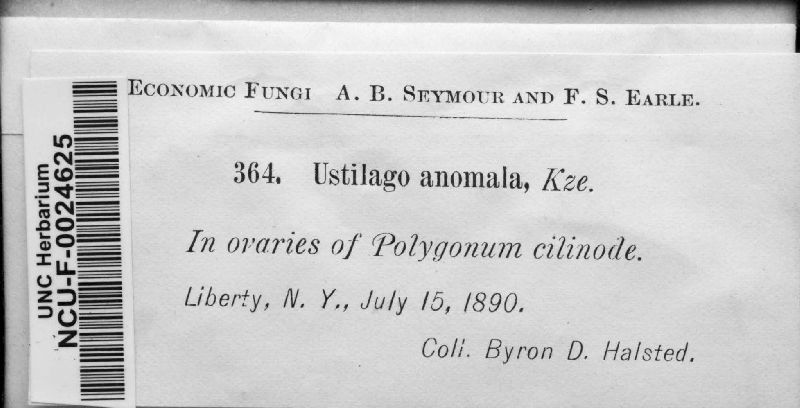 Economic Fungi A. B. Seymour and F. S. Earle.
364. Ustilago anomala, Kze.
In ovaries of Polygonum cilinode.
Liberty, N. Y., July 15, 1890.
Coll. Byron D. Halsted.
UNC Herbarium
NCU-F-0024625